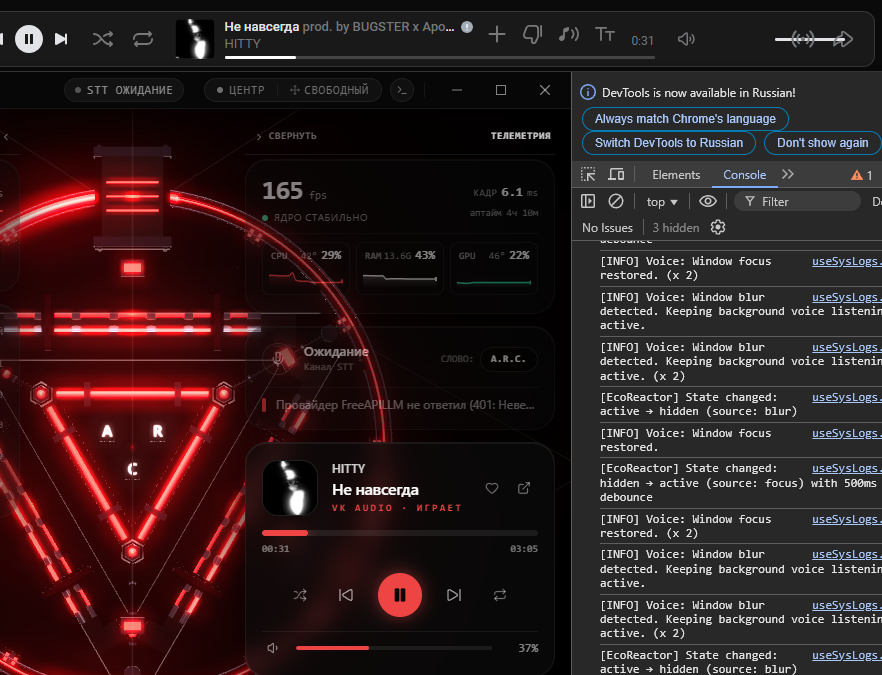 Не навсегда prod. by BUGSTER x Apo...
HITTY
0:31
STT ОЖИДАНИЕ
ЦЕНТР
СВОБОДНЫЙ
СВЕРНУТЬ
ТЕЛЕМЕТРИЯ
165 fps
КАДР 6.1 ms
ЯДРО СТАБИЛЬНО
аптайм 4ч 10м
CPU 42° 29%
RAM 13.6G 43%
GPU 46° 22%
Ожидание
Канал STT
СЛОВО: A.R.C.
Провайдер FreeAPILLM не ответил (401: Неве...
A R
C
HITTY
Не навсегда
VK AUDIO · ИГРАЕТ
00:31
03:05
37%
DevTools is now available in Russian!
Always match Chrome's language
Switch DevTools to Russian
Don't show again
Elements
Console
1
top
Filter
De
No Issues
3 hidden
debounce
[INFO] Voice: Window focus useSysLogs.
restored. (x 2)
[INFO] Voice: Window blur useSysLogs.
detected. Keeping background voice listenin
active.
[INFO] Voice: Window blur useSysLogs.
detected. Keeping background voice listenin
active. (x 2)
[EcoReactor] State changed: useSysLogs.
active → hidden (source: blur)
[INFO] Voice: Window focus useSysLogs.
restored.
[EcoReactor] State changed: useSysLogs.
hidden → active (source: focus) with 500ms
debounce
[INFO] Voice: Window focus useSysLogs.
restored. (x 2)
[INFO] Voice: Window blur useSysLogs.
detected. Keeping background voice listenin
active.
[INFO] Voice: Window blur useSysLogs.
detected. Keeping background voice listenin
active. (x 2)
[EcoReactor] State changed: useSysLogs.
active → hidden (source: blur)